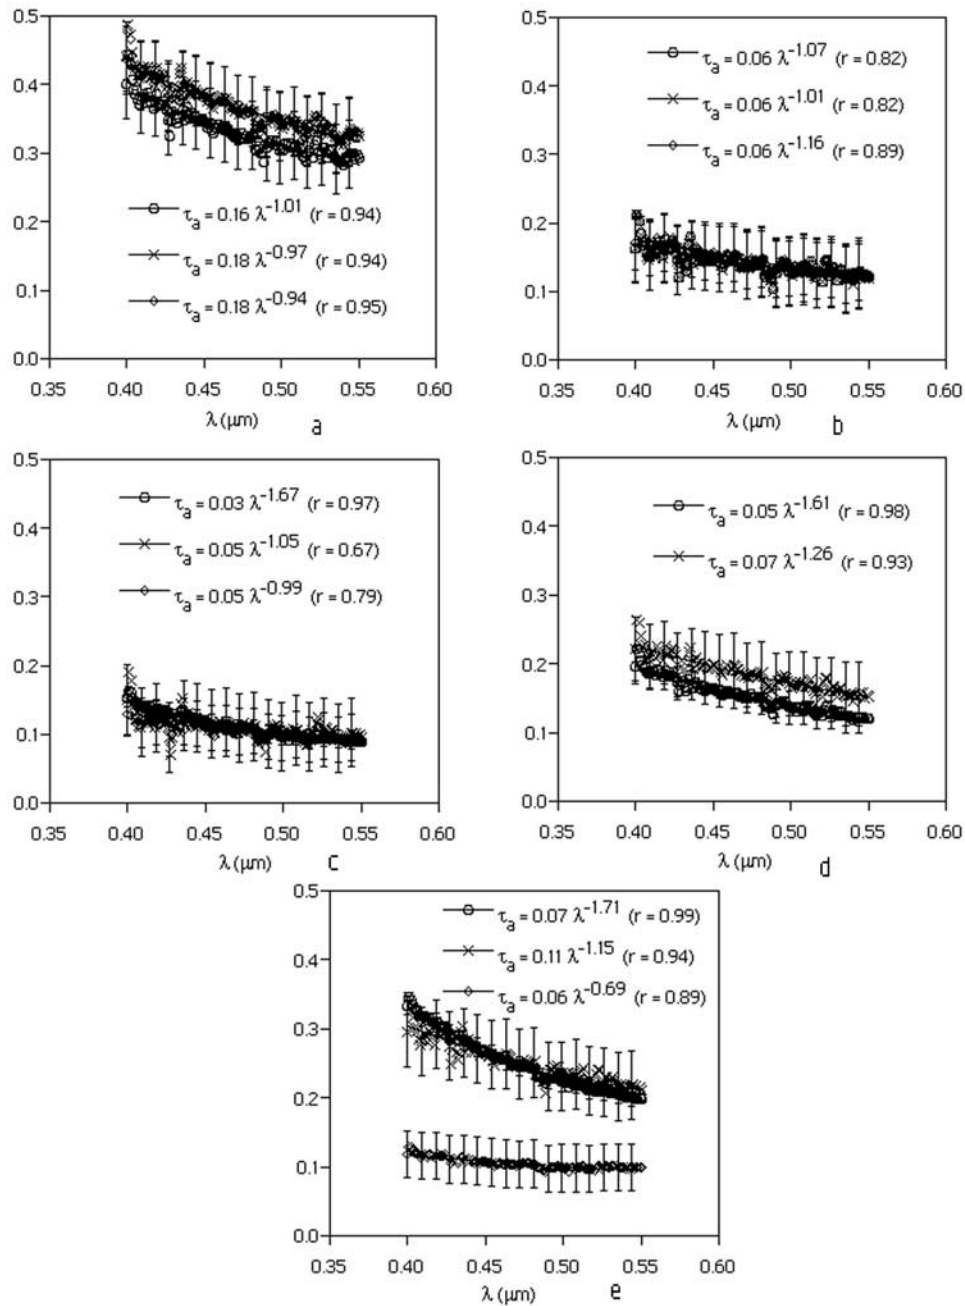 0.5
0.4
0.3
0.2
0.1
0.0
τa = 0.16 λ-1.01 (r = 0.94)
τa = 0.18 λ-0.97 (r = 0.94)
τa = 0.18 λ-0.94 (r = 0.95)
0.35 0.40 0.45 0.50 0.55 0.60
λ (μm)
a
0.5
0.4
0.3
0.2
0.1
0.0
τa = 0.06 λ-1.07 (r = 0.82)
τa = 0.06 λ-1.01 (r = 0.82)
τa = 0.06 λ-1.16 (r = 0.89)
0.35 0.40 0.45 0.50 0.55 0.60
λ (μm)
b
0.5
0.4
0.3
0.2
0.1
0.0
τa = 0.03 λ-1.67 (r = 0.97)
τa = 0.05 λ-1.05 (r = 0.67)
τa = 0.05 λ-0.99 (r = 0.79)
0.35 0.40 0.45 0.50 0.55 0.60
λ (μm)
c
0.5
0.4
0.3
0.2
0.1
0.0
τa = 0.05 λ-1.61 (r = 0.98)
τa = 0.07 λ-1.26 (r = 0.93)
0.35 0.40 0.45 0.50 0.55 0.60
λ (μm)
d
0.5
0.4
0.3
0.2
0.1
0.0
τa = 0.07 λ-1.71 (r = 0.99)
τa = 0.11 λ-1.15 (r = 0.94)
τa = 0.06 λ-0.69 (r = 0.89)
0.35 0.40 0.45 0.50 0.55 0.60
λ (μm)
e